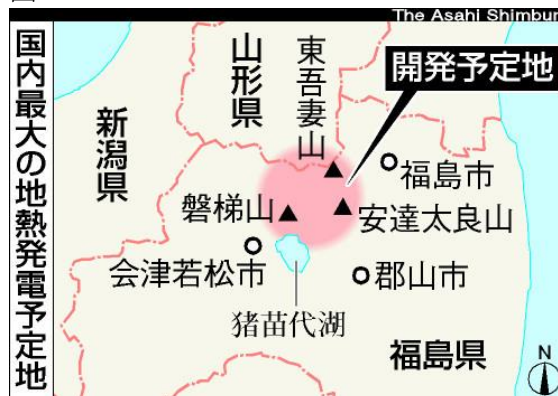 The Asahi Shimbun
国内最大の地熱発電予定地
山形県
東吾妻山
開発予定地
新潟県
福島市
磐梯山
安達太良山
会津若松市
郡山市
猪苗代湖
福島県
N